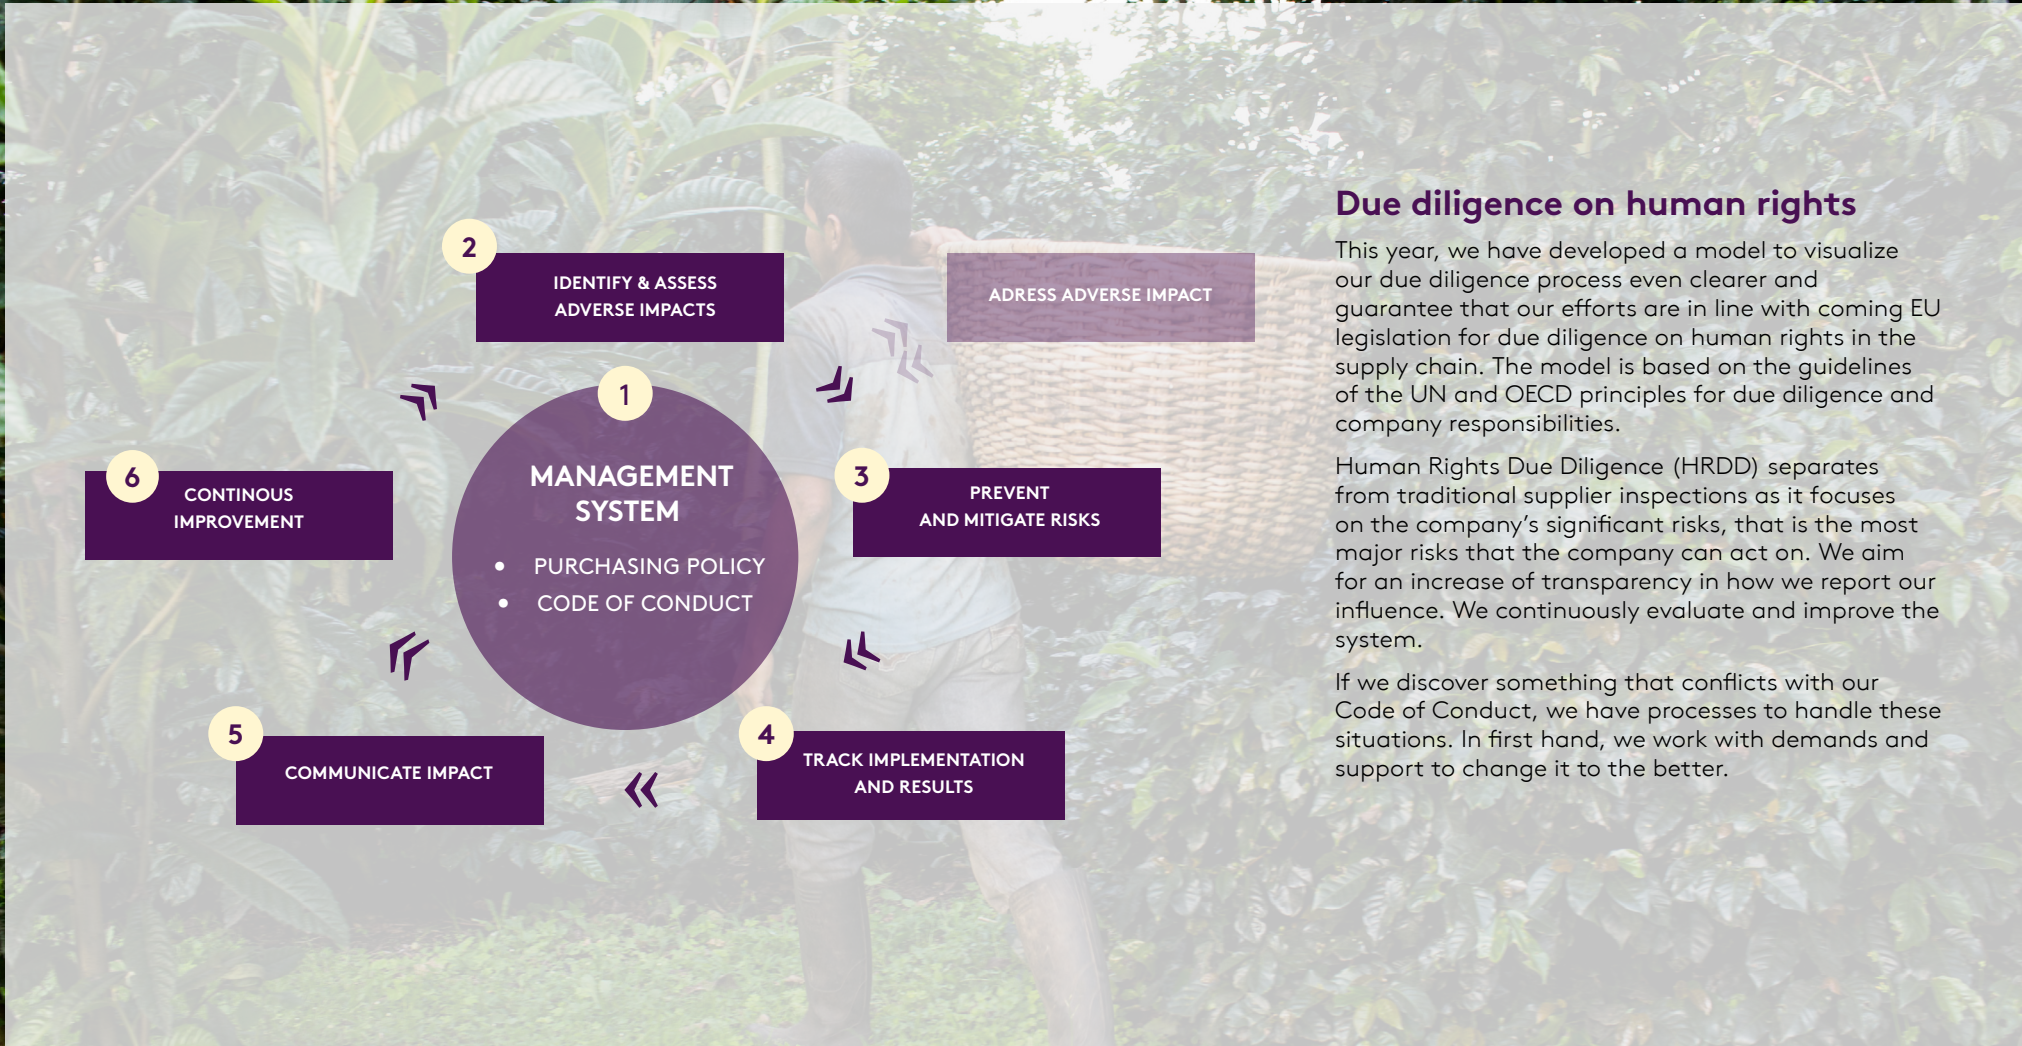 2
IDENTIFY & ASSESS
ADVERSE IMPACTS
ADRESS ADVERSE IMPACT
1
MANAGEMENT
SYSTEM
• PURCHASING POLICY
• CODE OF CONDUCT
3
PREVENT
AND MITIGATE RISKS
4
TRACK IMPLEMENTATION
AND RESULTS
5
COMMUNICATE IMPACT
6
CONTINOUS
IMPROVEMENT
Due diligence on human rights
This year, we have developed a model to visualize
our due diligence process even clearer and
guarantee that our efforts are in line with coming EU
legislation for due diligence on human rights in the
supply chain. The model is based on the guidelines
of the UN and OECD principles for due diligence and
company responsibilities.
Human Rights Due Diligence (HRDD) separates
from traditional supplier inspections as it focuses
on the company’s significant risks, that is the most
major risks that the company can act on. We aim
for an increase of transparency in how we report our
influence. We continuously evaluate and improve the
system.
If we discover something that conflicts with our
Code of Conduct, we have processes to handle these
situations. In first hand, we work with demands and
support to change it to the better.